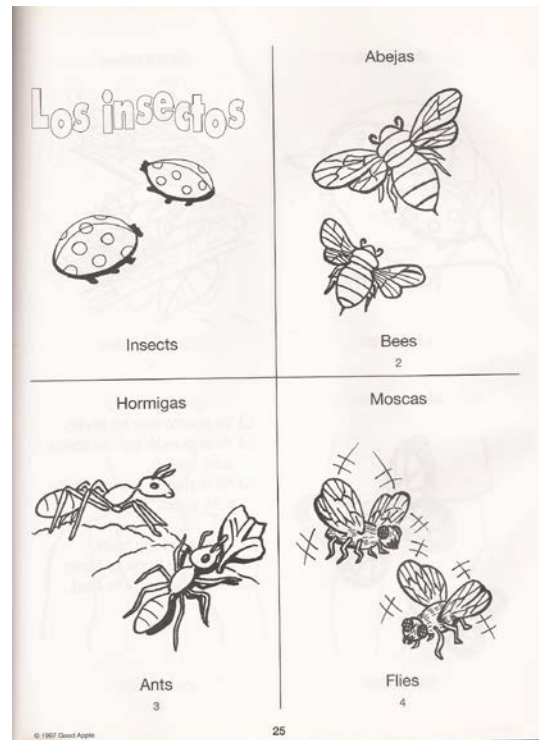 Los insectos
Insects
Abejas
Bees
2
Hormigas
Ants
3
Moscas
Flies
4
© 1997 Good Apple
25